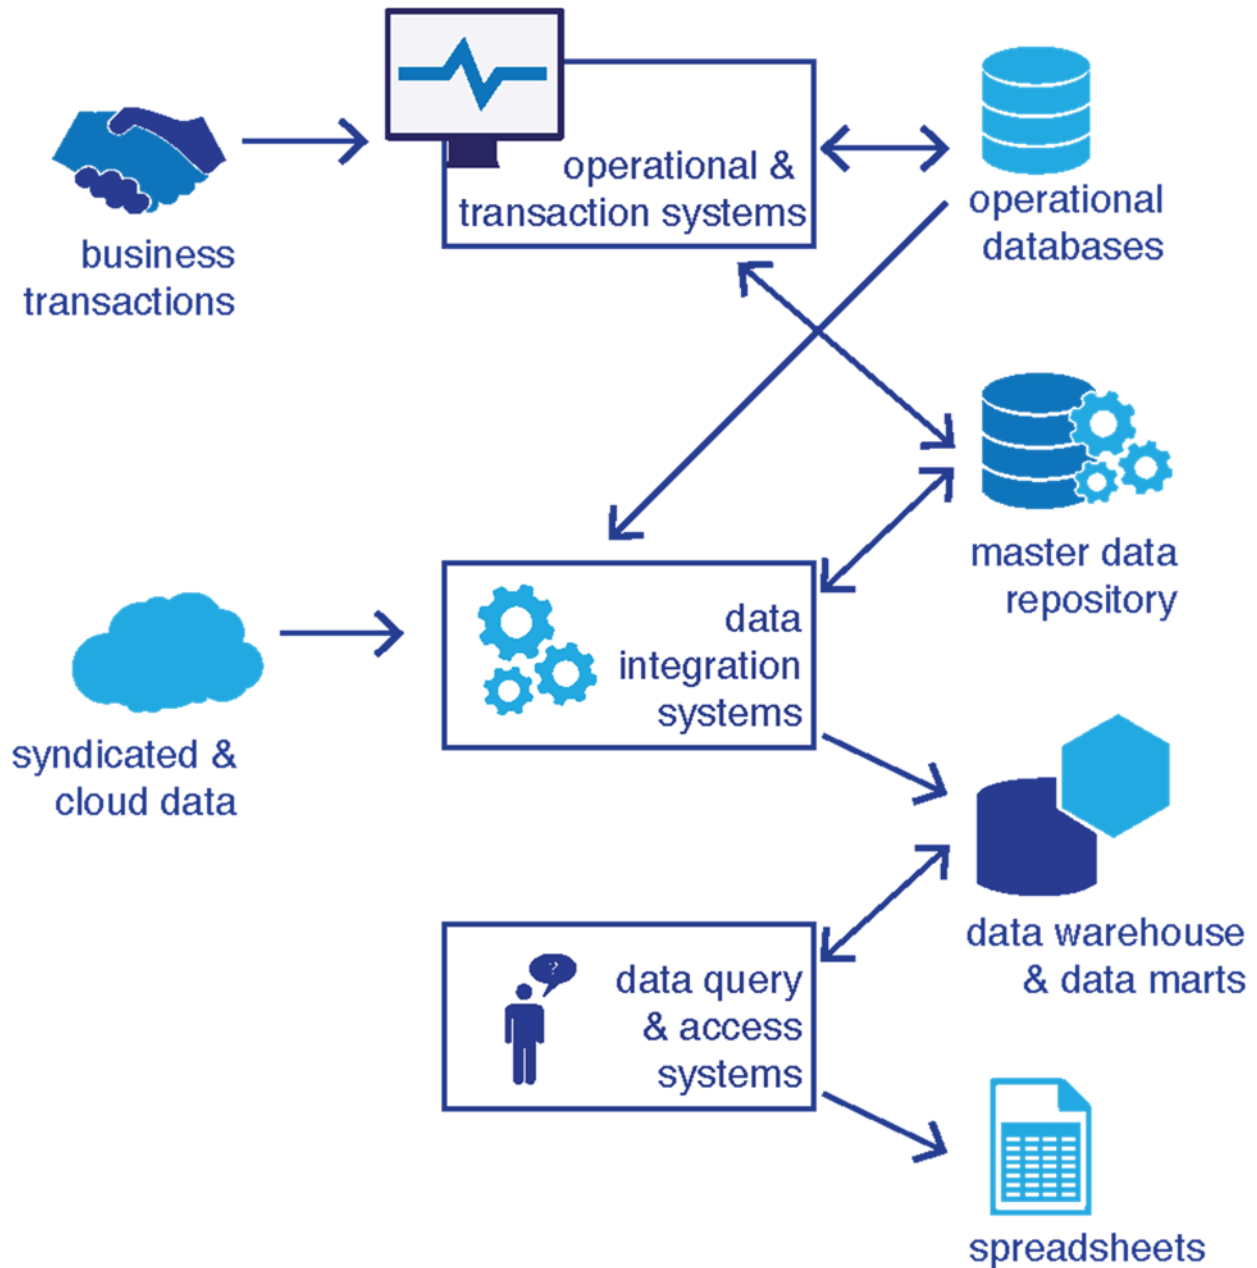 operational &
transaction systems
operational
databases
business
transactions
master data
repository
data
integration
systems
syndicated &
cloud data
data warehouse
& data marts
?
data query
& access
systems
spreadsheets